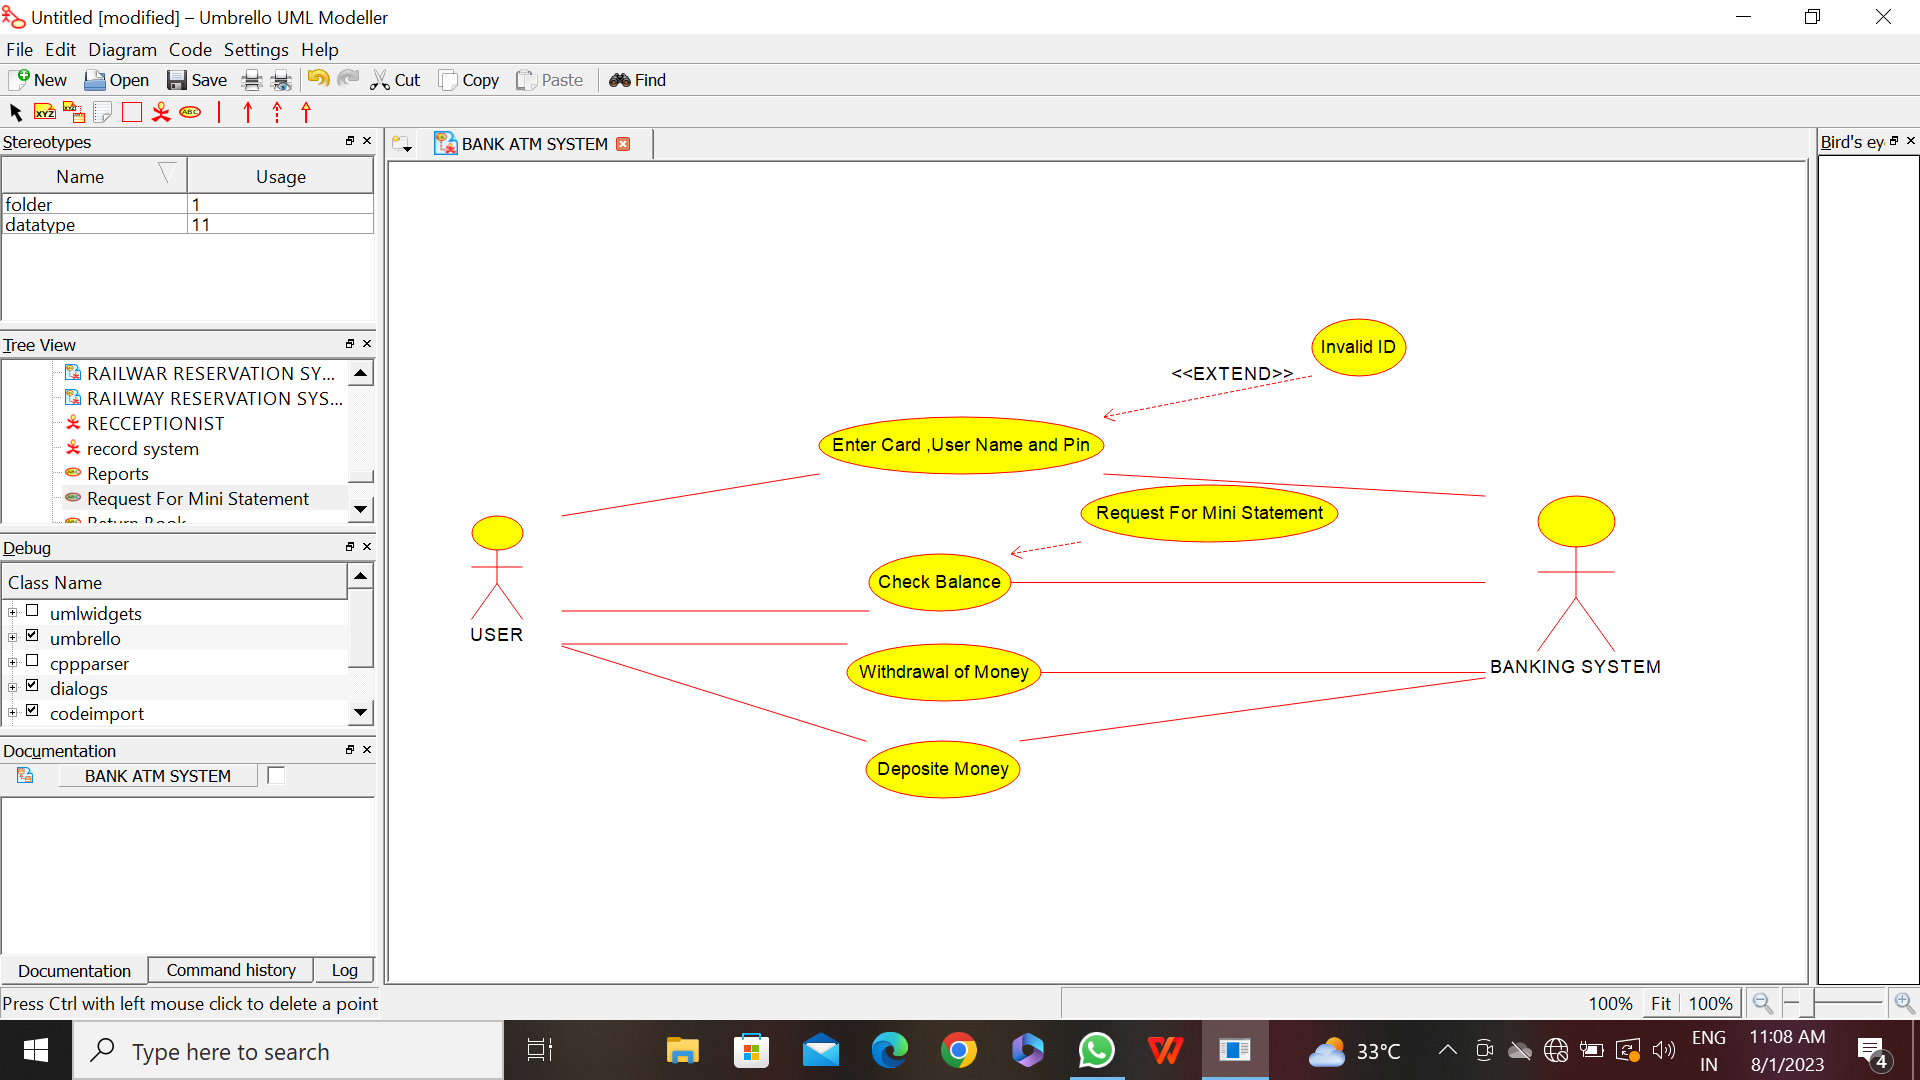 Untitled [modified] – Umbrello UML Modeller
File Edit Diagram Code Settings Help
New Open Save Cut Copy Paste Find
XYZ XYZ ABC
Stereotypes
Name Usage
folder 1
datatype 11
Tree View
RAILWAR RESERVATION SY...
RAILWAY RESERVATION SYS...
RECCEPTIONIST
record system
Reports
Request For Mini Statement
Return Book
Debug
Class Name
umlwidgets
umbrello
cppparser
dialogs
codeimport
Documentation
BANK ATM SYSTEM
Documentation Command history Log
Press Ctrl with left mouse click to delete a point
BANK ATM SYSTEM
Invalid ID
<<EXTEND>>
Enter Card ,User Name and Pin
Request For Mini Statement
Check Balance
USER
Withdrawal of Money
BANKING SYSTEM
Deposite Money
Bird's ey
100% Fit 100%
Type here to search
33°C
ENG
IN
11:08 AM
8/1/2023
4